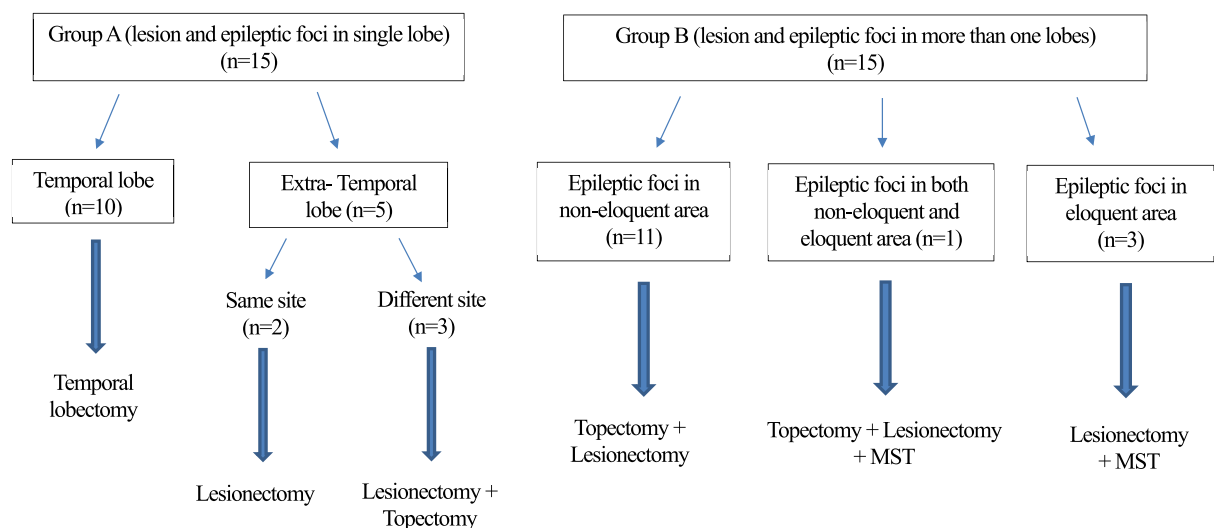 Group A (lesion and epileptic foci in single lobe)
(n=15)
Group B (lesion and epileptic foci in more than one lobes)
(n=15)
Temporal lobe
(n=10)
Extra- Temporal
lobe (n=5)
Epileptic foci in
non-eloquent area
(n=11)
Epileptic foci in both
non-eloquent and
eloquent area (n=1)
Epileptic foci in
eloquent area
(n=3)
Same site
(n=2)
Different site
(n=3)
Temporal
lobectomy
Lesionectomy
Lesionectomy +
Topectomy
Topectomy +
Lesionectomy
Topectomy + Lesionectomy
+ MST
Lesionectomy
+ MST